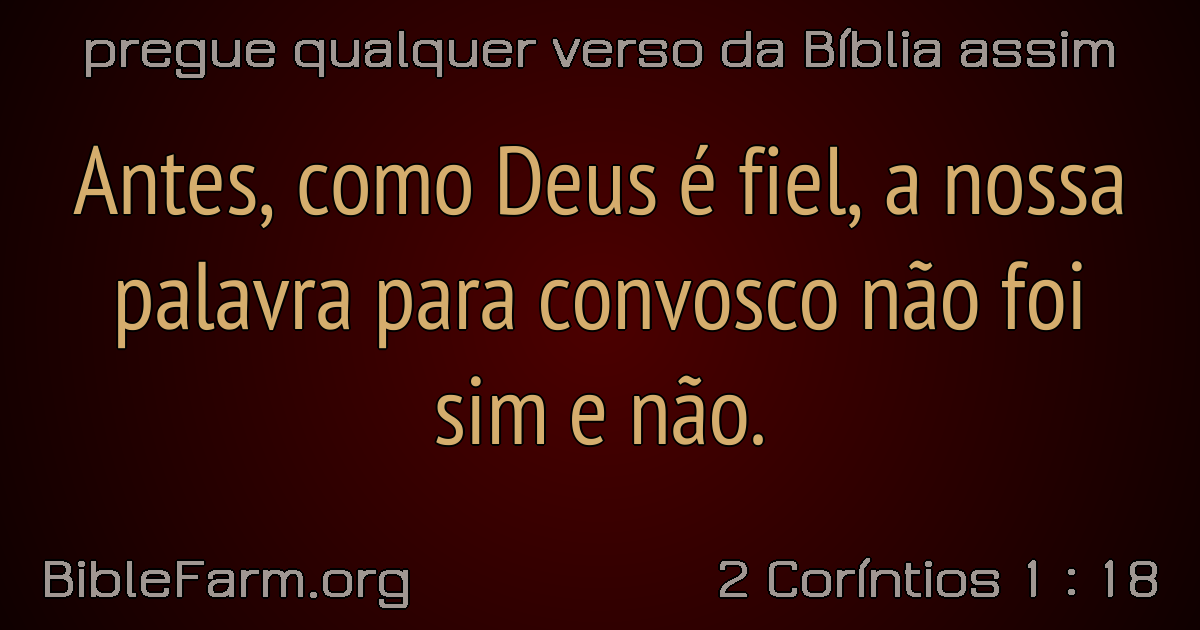 pregue qualquer verso da Bíblia assim
Antes, como Deus é fiel, a nossa
palavra para convosco não foi
sim e não.
BibleFarm.org
2 Coríntios 1 : 18